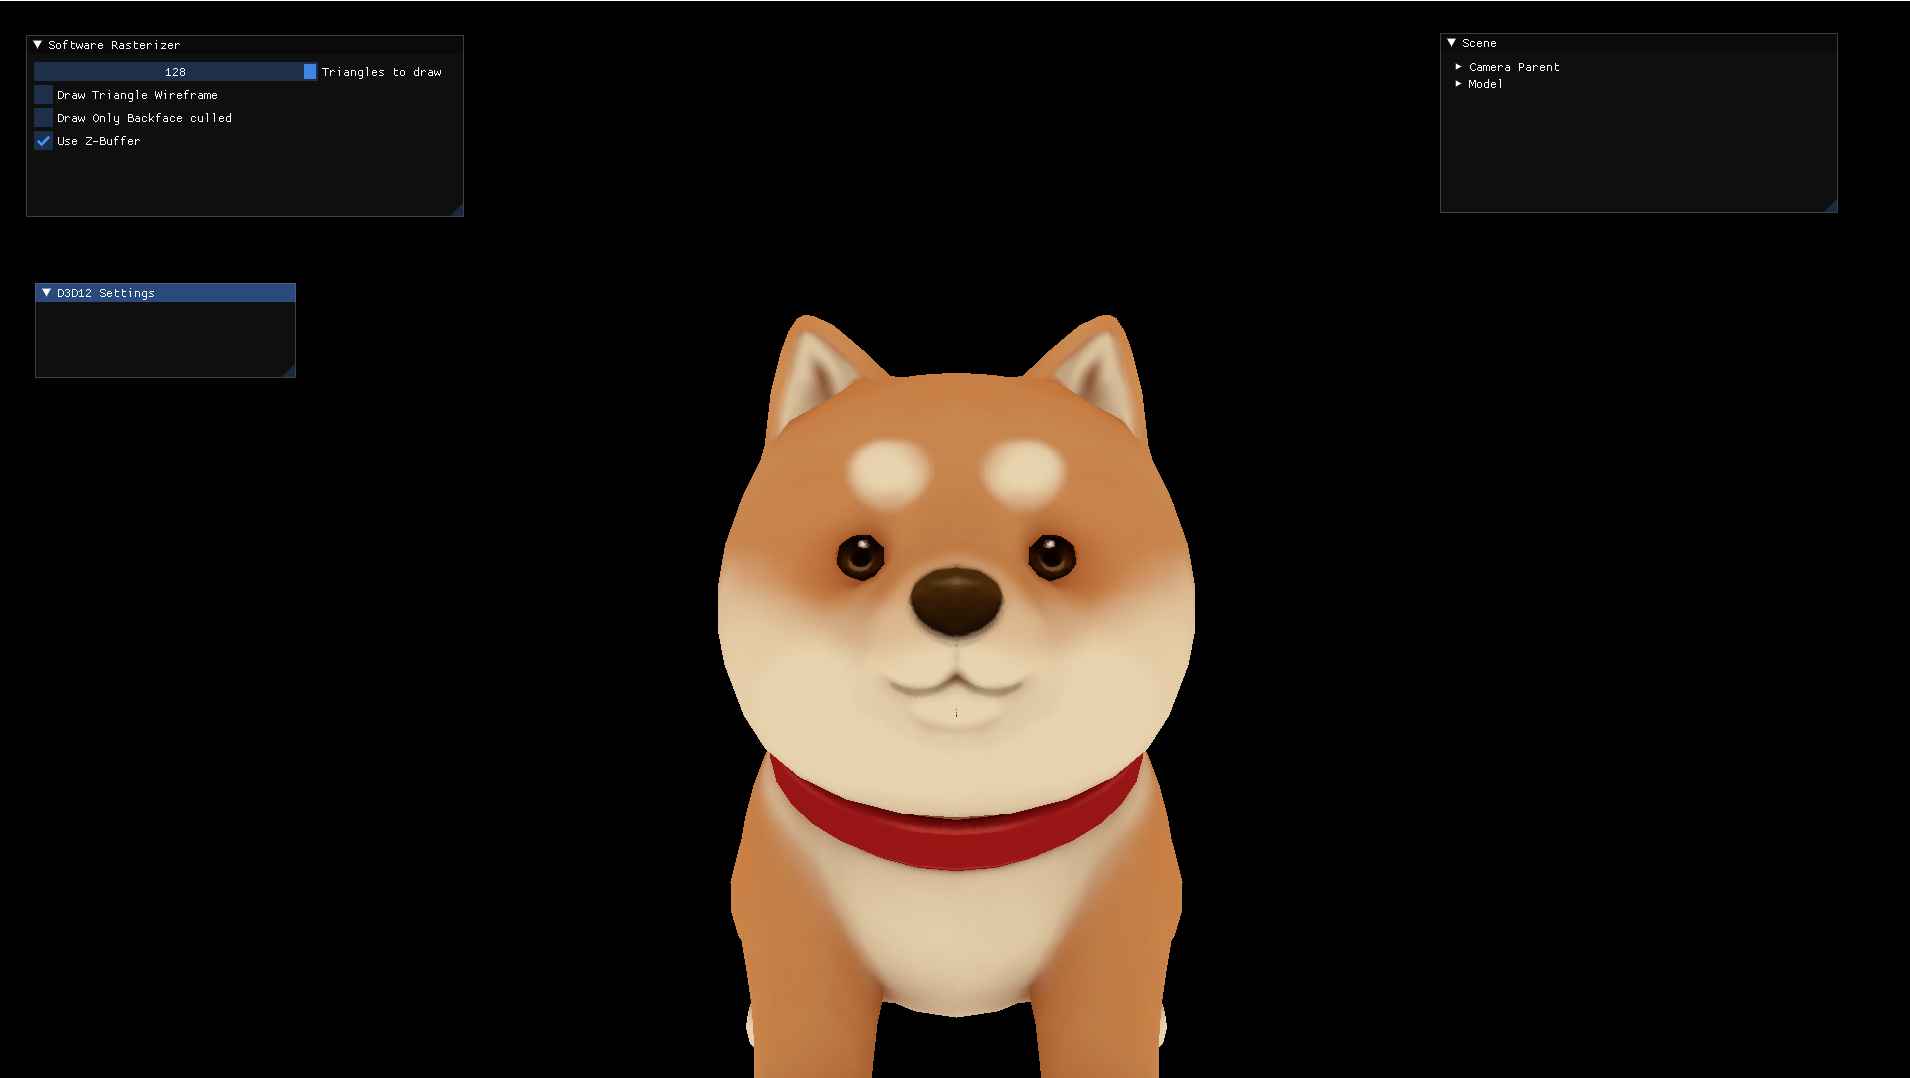 Software Rasterizer
128 Triangles to draw
Draw Triangle Wireframe
Draw Only Backface culled
Use Z-Buffer
D3D12 Settings
Scene
Camera Parent
Model